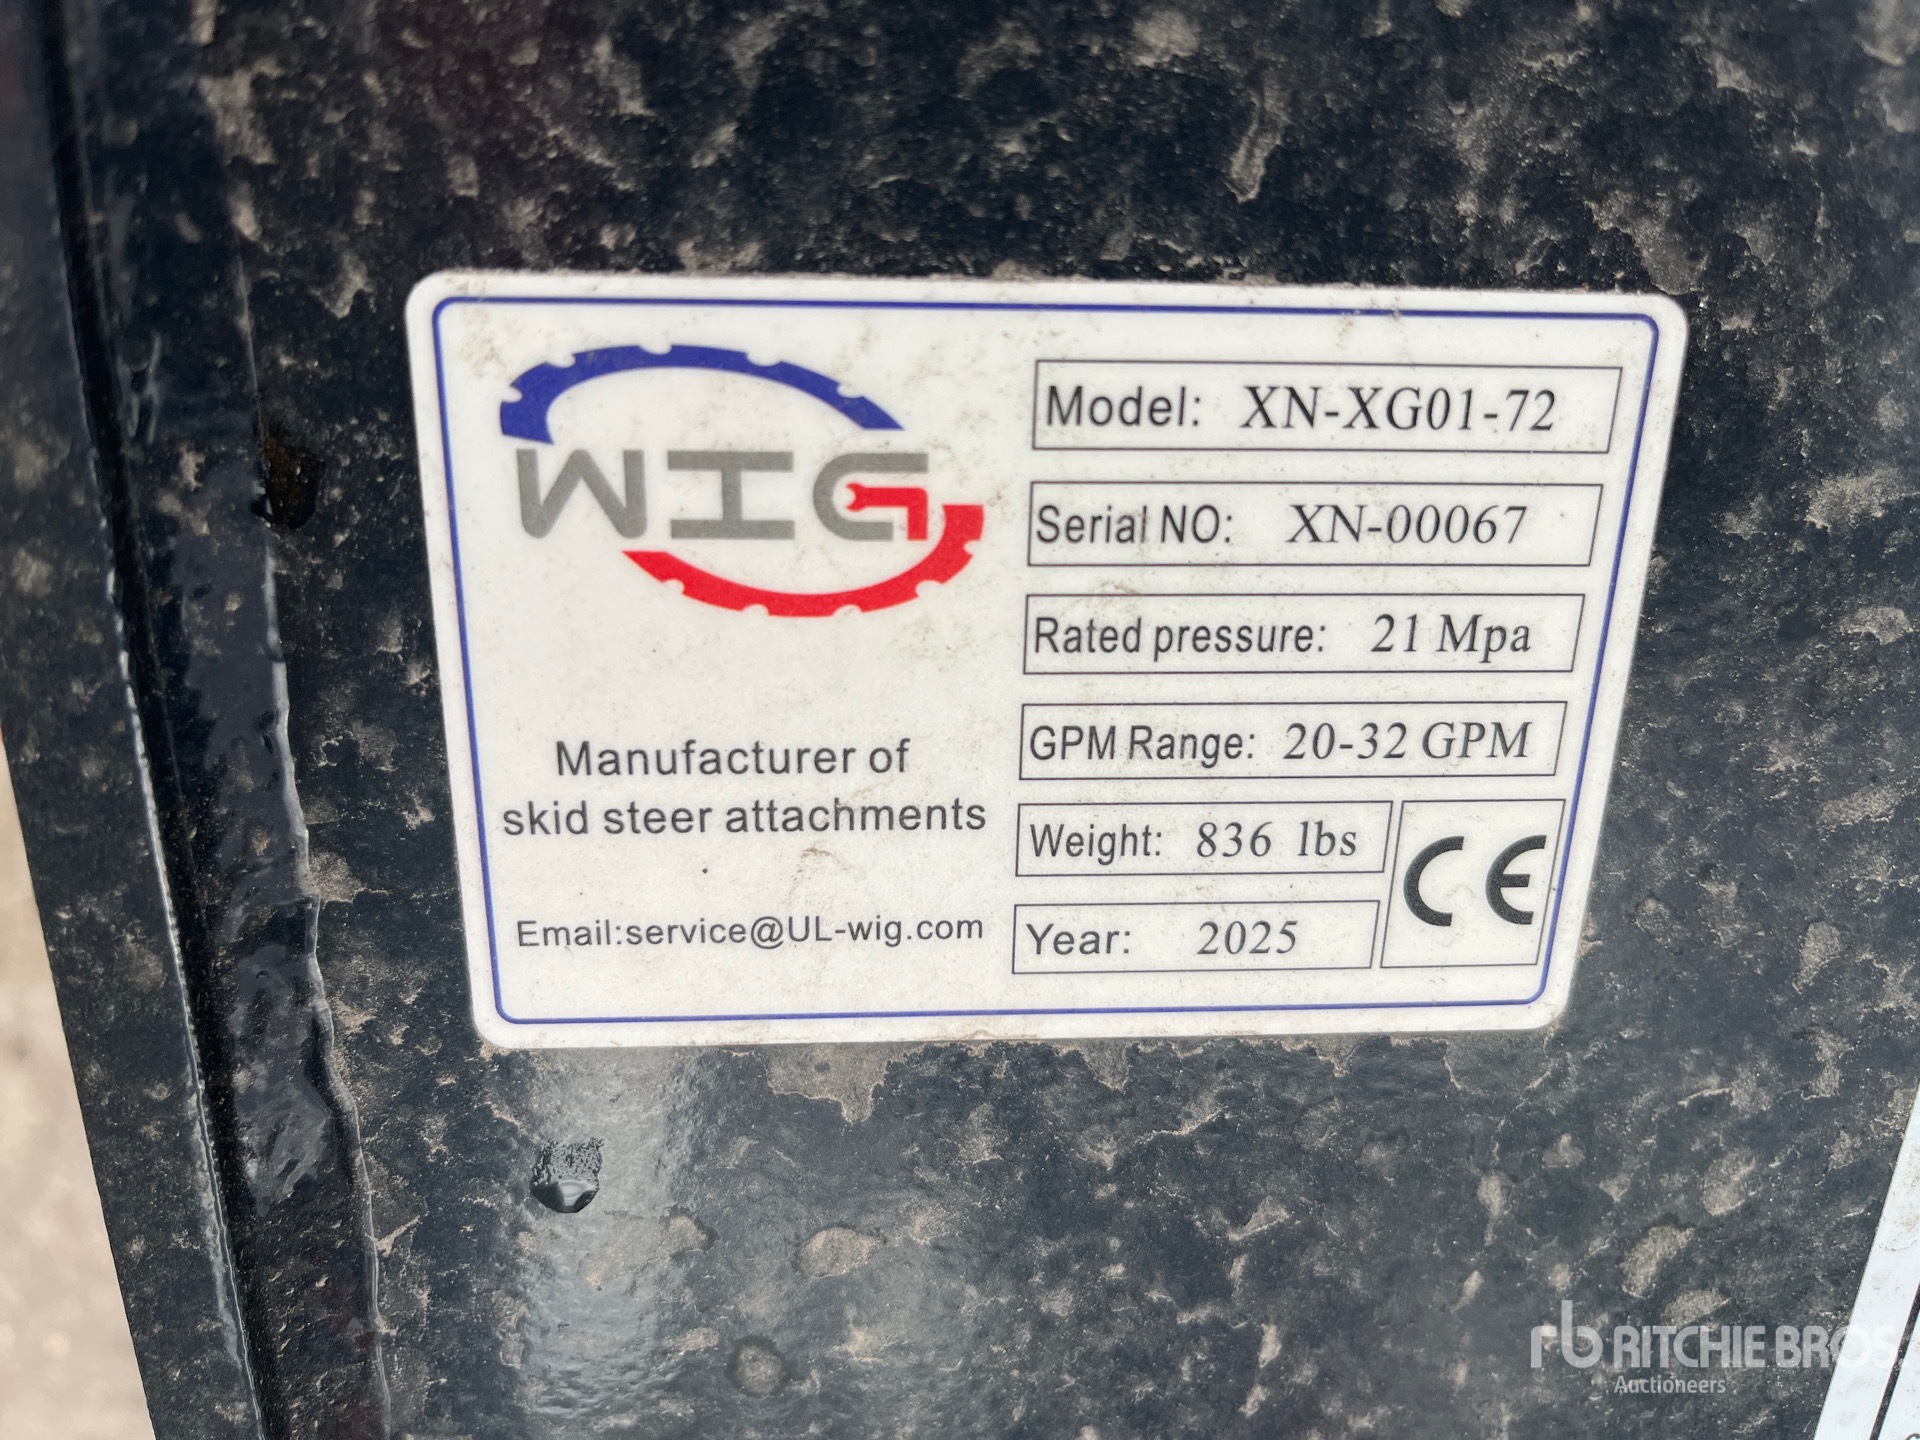 WIG
Manufacturer of
skid steer attachments
Email:service@UL-wig.com
Model: XN-XG01-72
Serial NO: XN-00067
Rated pressure: 21 Mpa
GPM Range: 20-32 GPM
Weight: 836 lbs
Year: 2025
CE
rb RITCHIE BROS.
Auctioneers